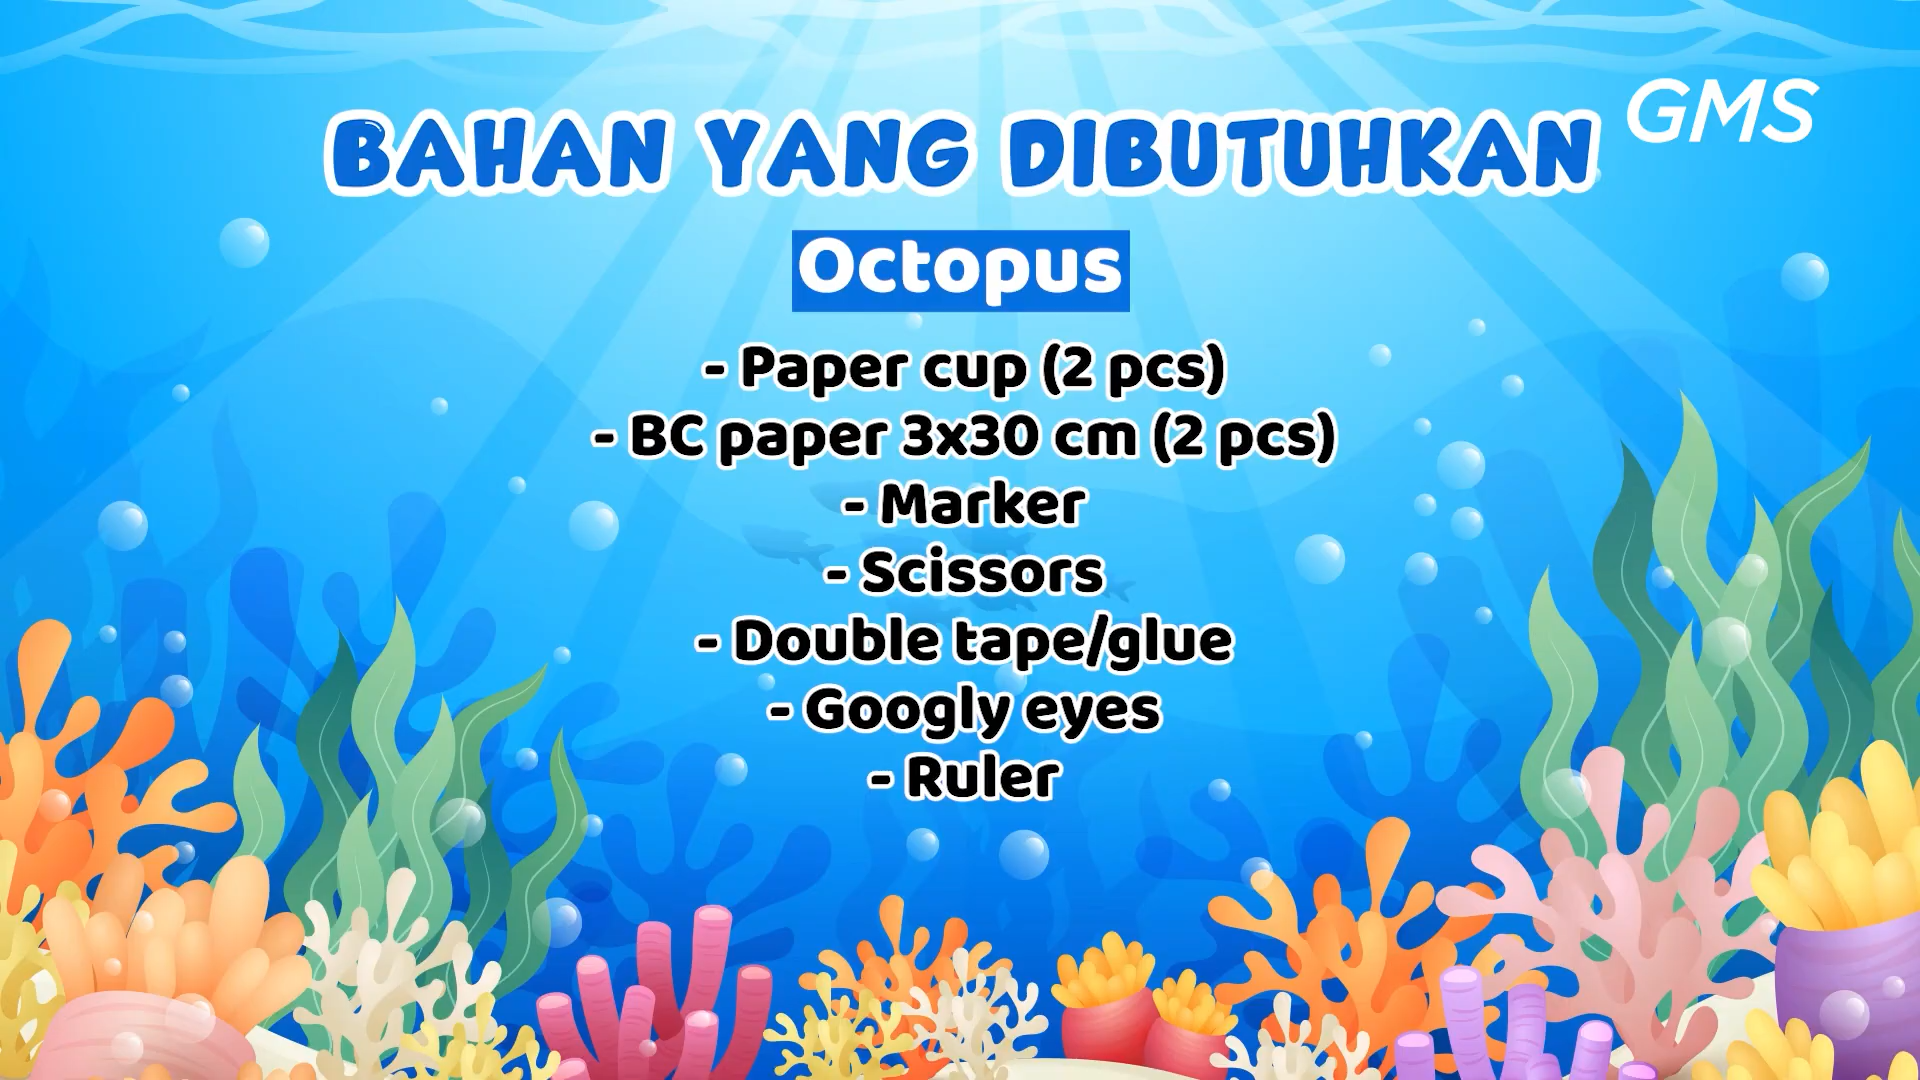 GMS
BAHAN YANG DIBUTUHKAN
Octopus
- Paper cup (2 pcs)
- BC paper 3x30 cm (2 pcs)
- Marker
- Scissors
- Double tape/glue
- Googly eyes
- Ruler